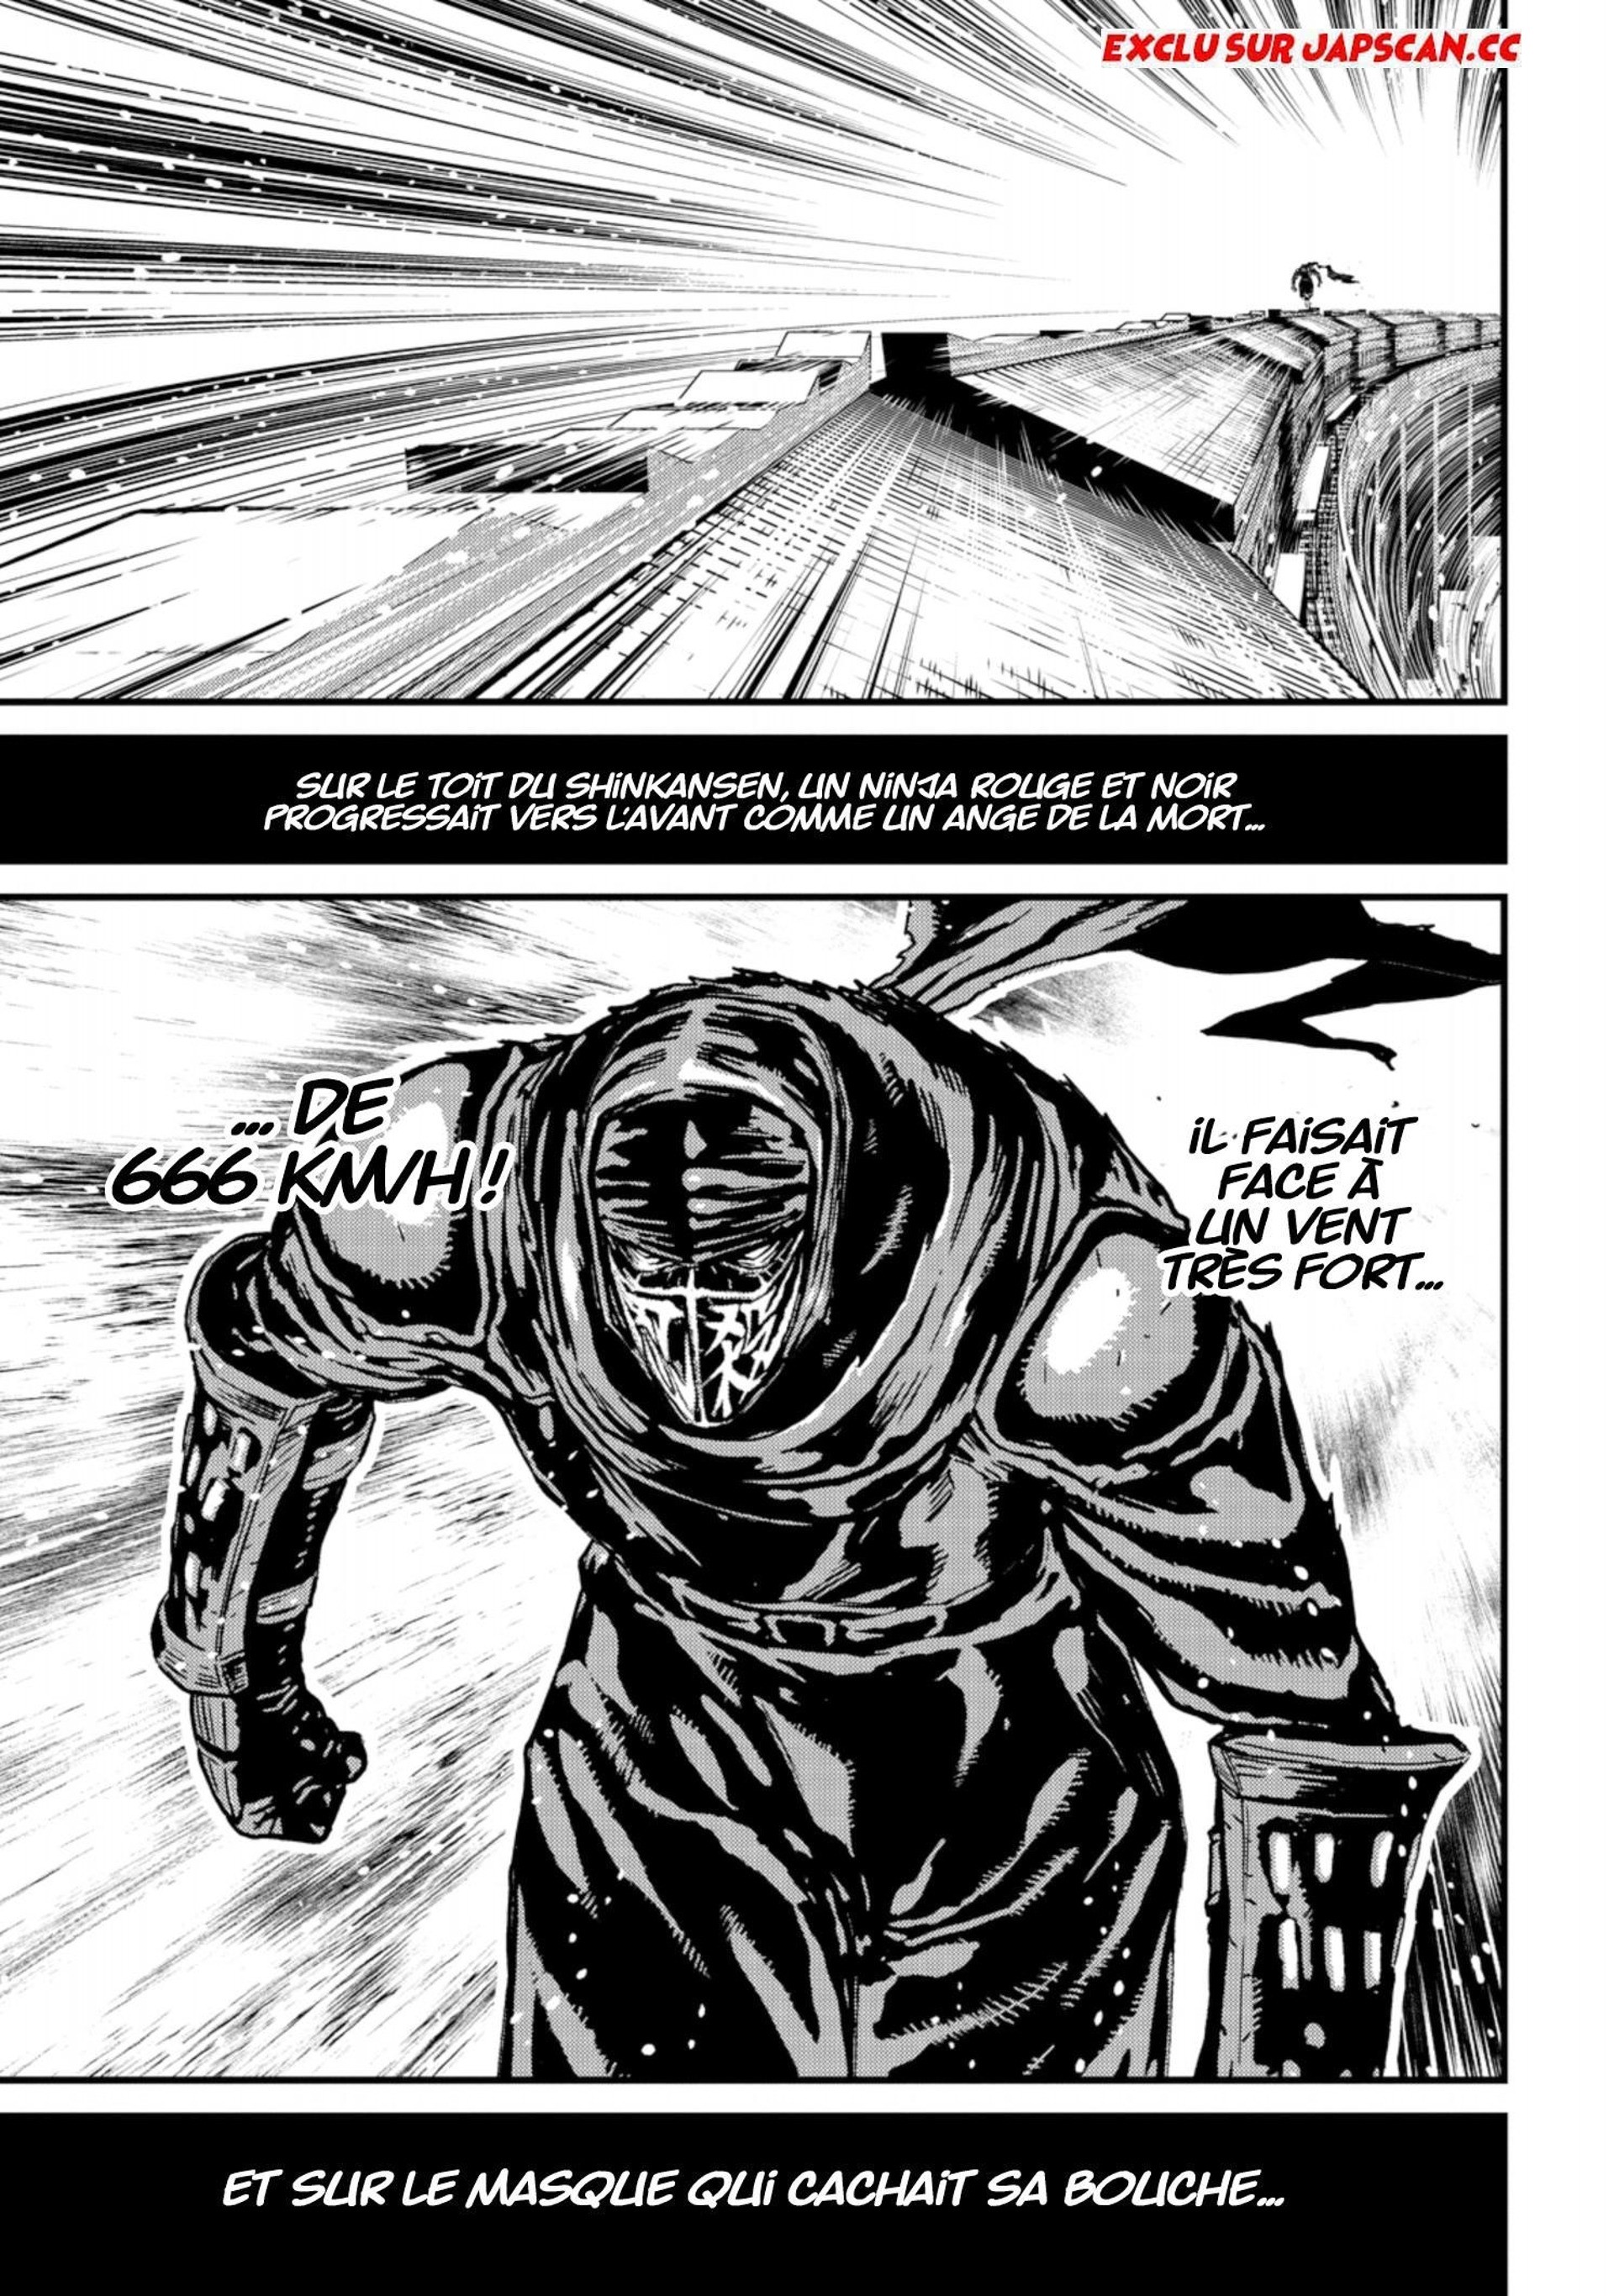 EXCLU SUR JAPSCAN.CC
SUR LE TOIT DU SHINKANSEN, UN NINJA ROUGE ET NOIR
PROGRESSAIT VERS L'AVANT COMME UN ANGE DE LA MORT...
IL FAISAIT
FACE À
UN VENT
TRÈS FORT...
... DE
666 KM/H !
忍殺
ET SUR LE MASQUE QUI CACHAIT SA BOUCHE...